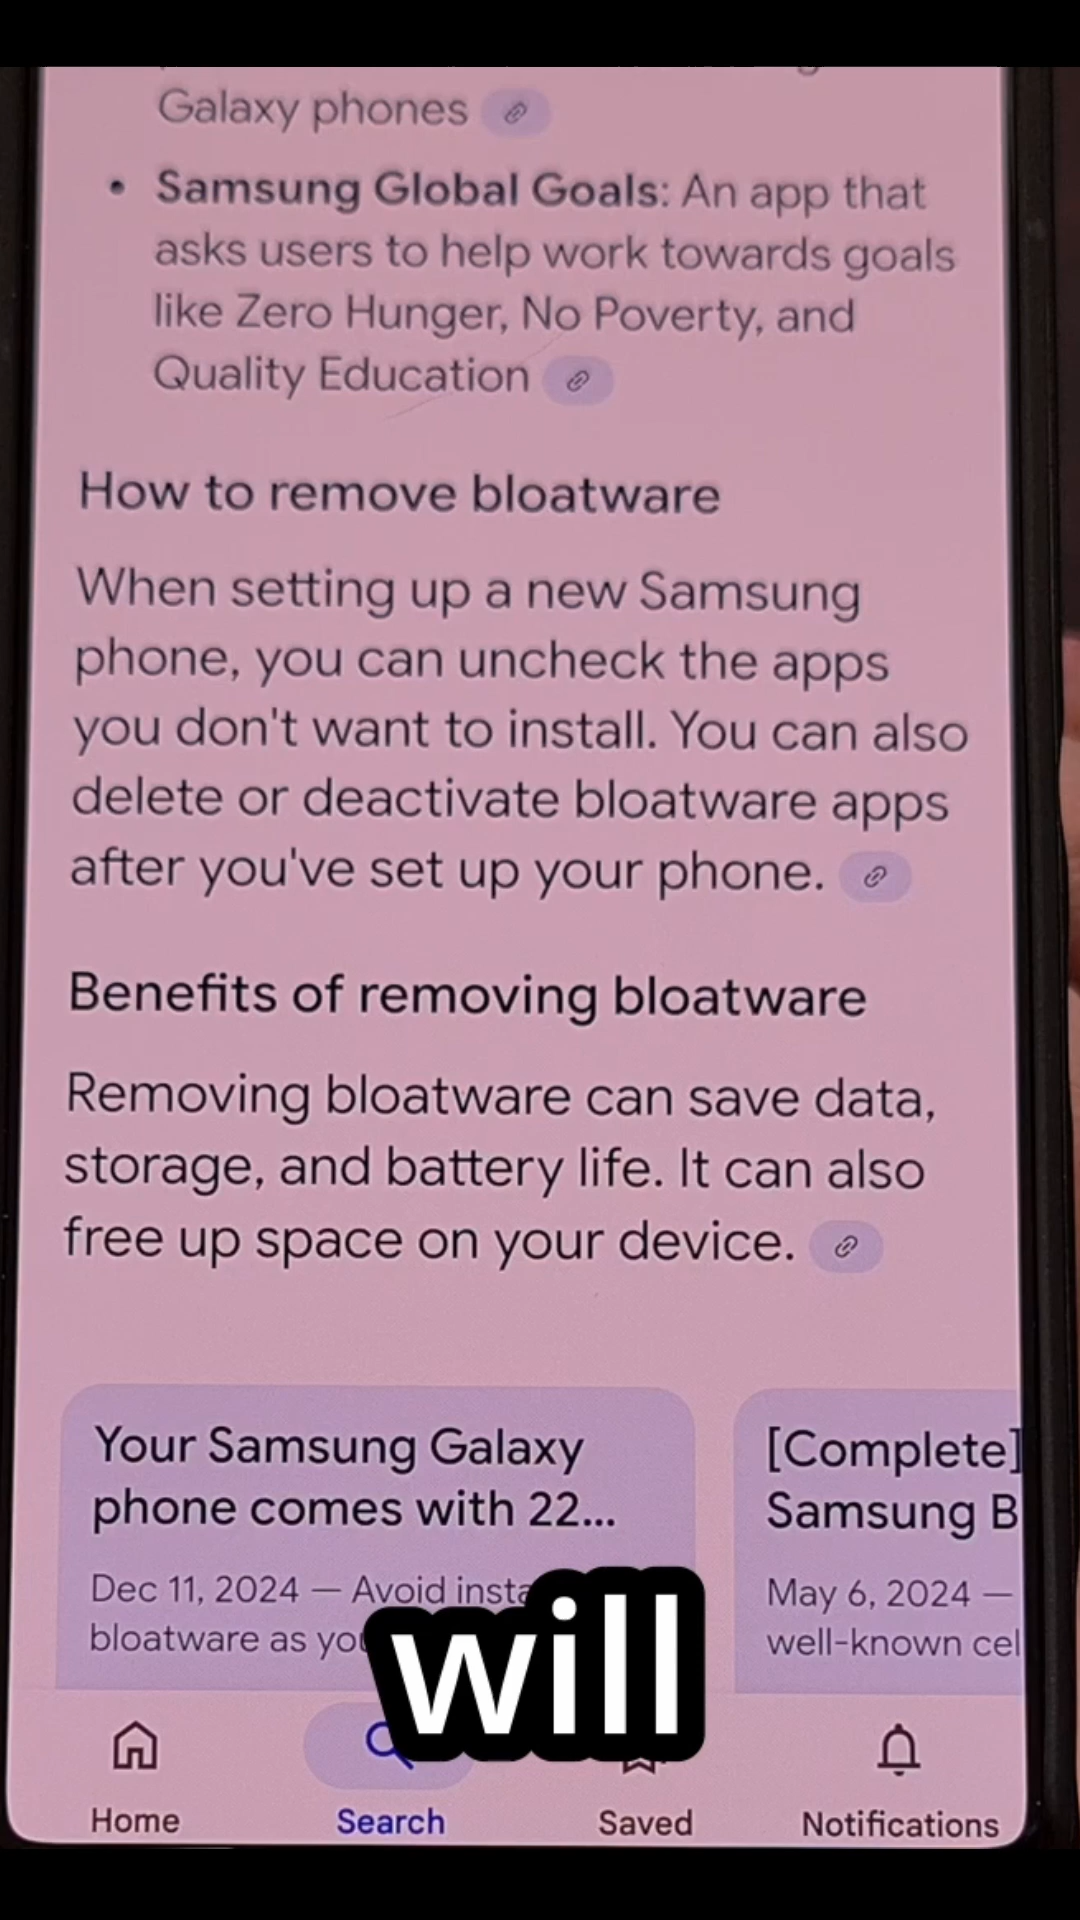 Galaxy phones
• Samsung Global Goals: An app that
asks users to help work towards goals
like Zero Hunger, No Poverty, and
Quality Education
How to remove bloatware
When setting up a new Samsung
phone, you can uncheck the apps
you don't want to install. You can also
delete or deactivate bloatware apps
after you've set up your phone.
Benefits of removing bloatware
Removing bloatware can save data,
storage, and battery life. It can also
free up space on your device.
Your Samsung Galaxy
phone comes with 22...
Dec 11, 2024 — Avoid
bloatware as
[Complete]
Samsung B
May 6, 2024 —
well-known cel
will
Home
Search
Saved
Notifications